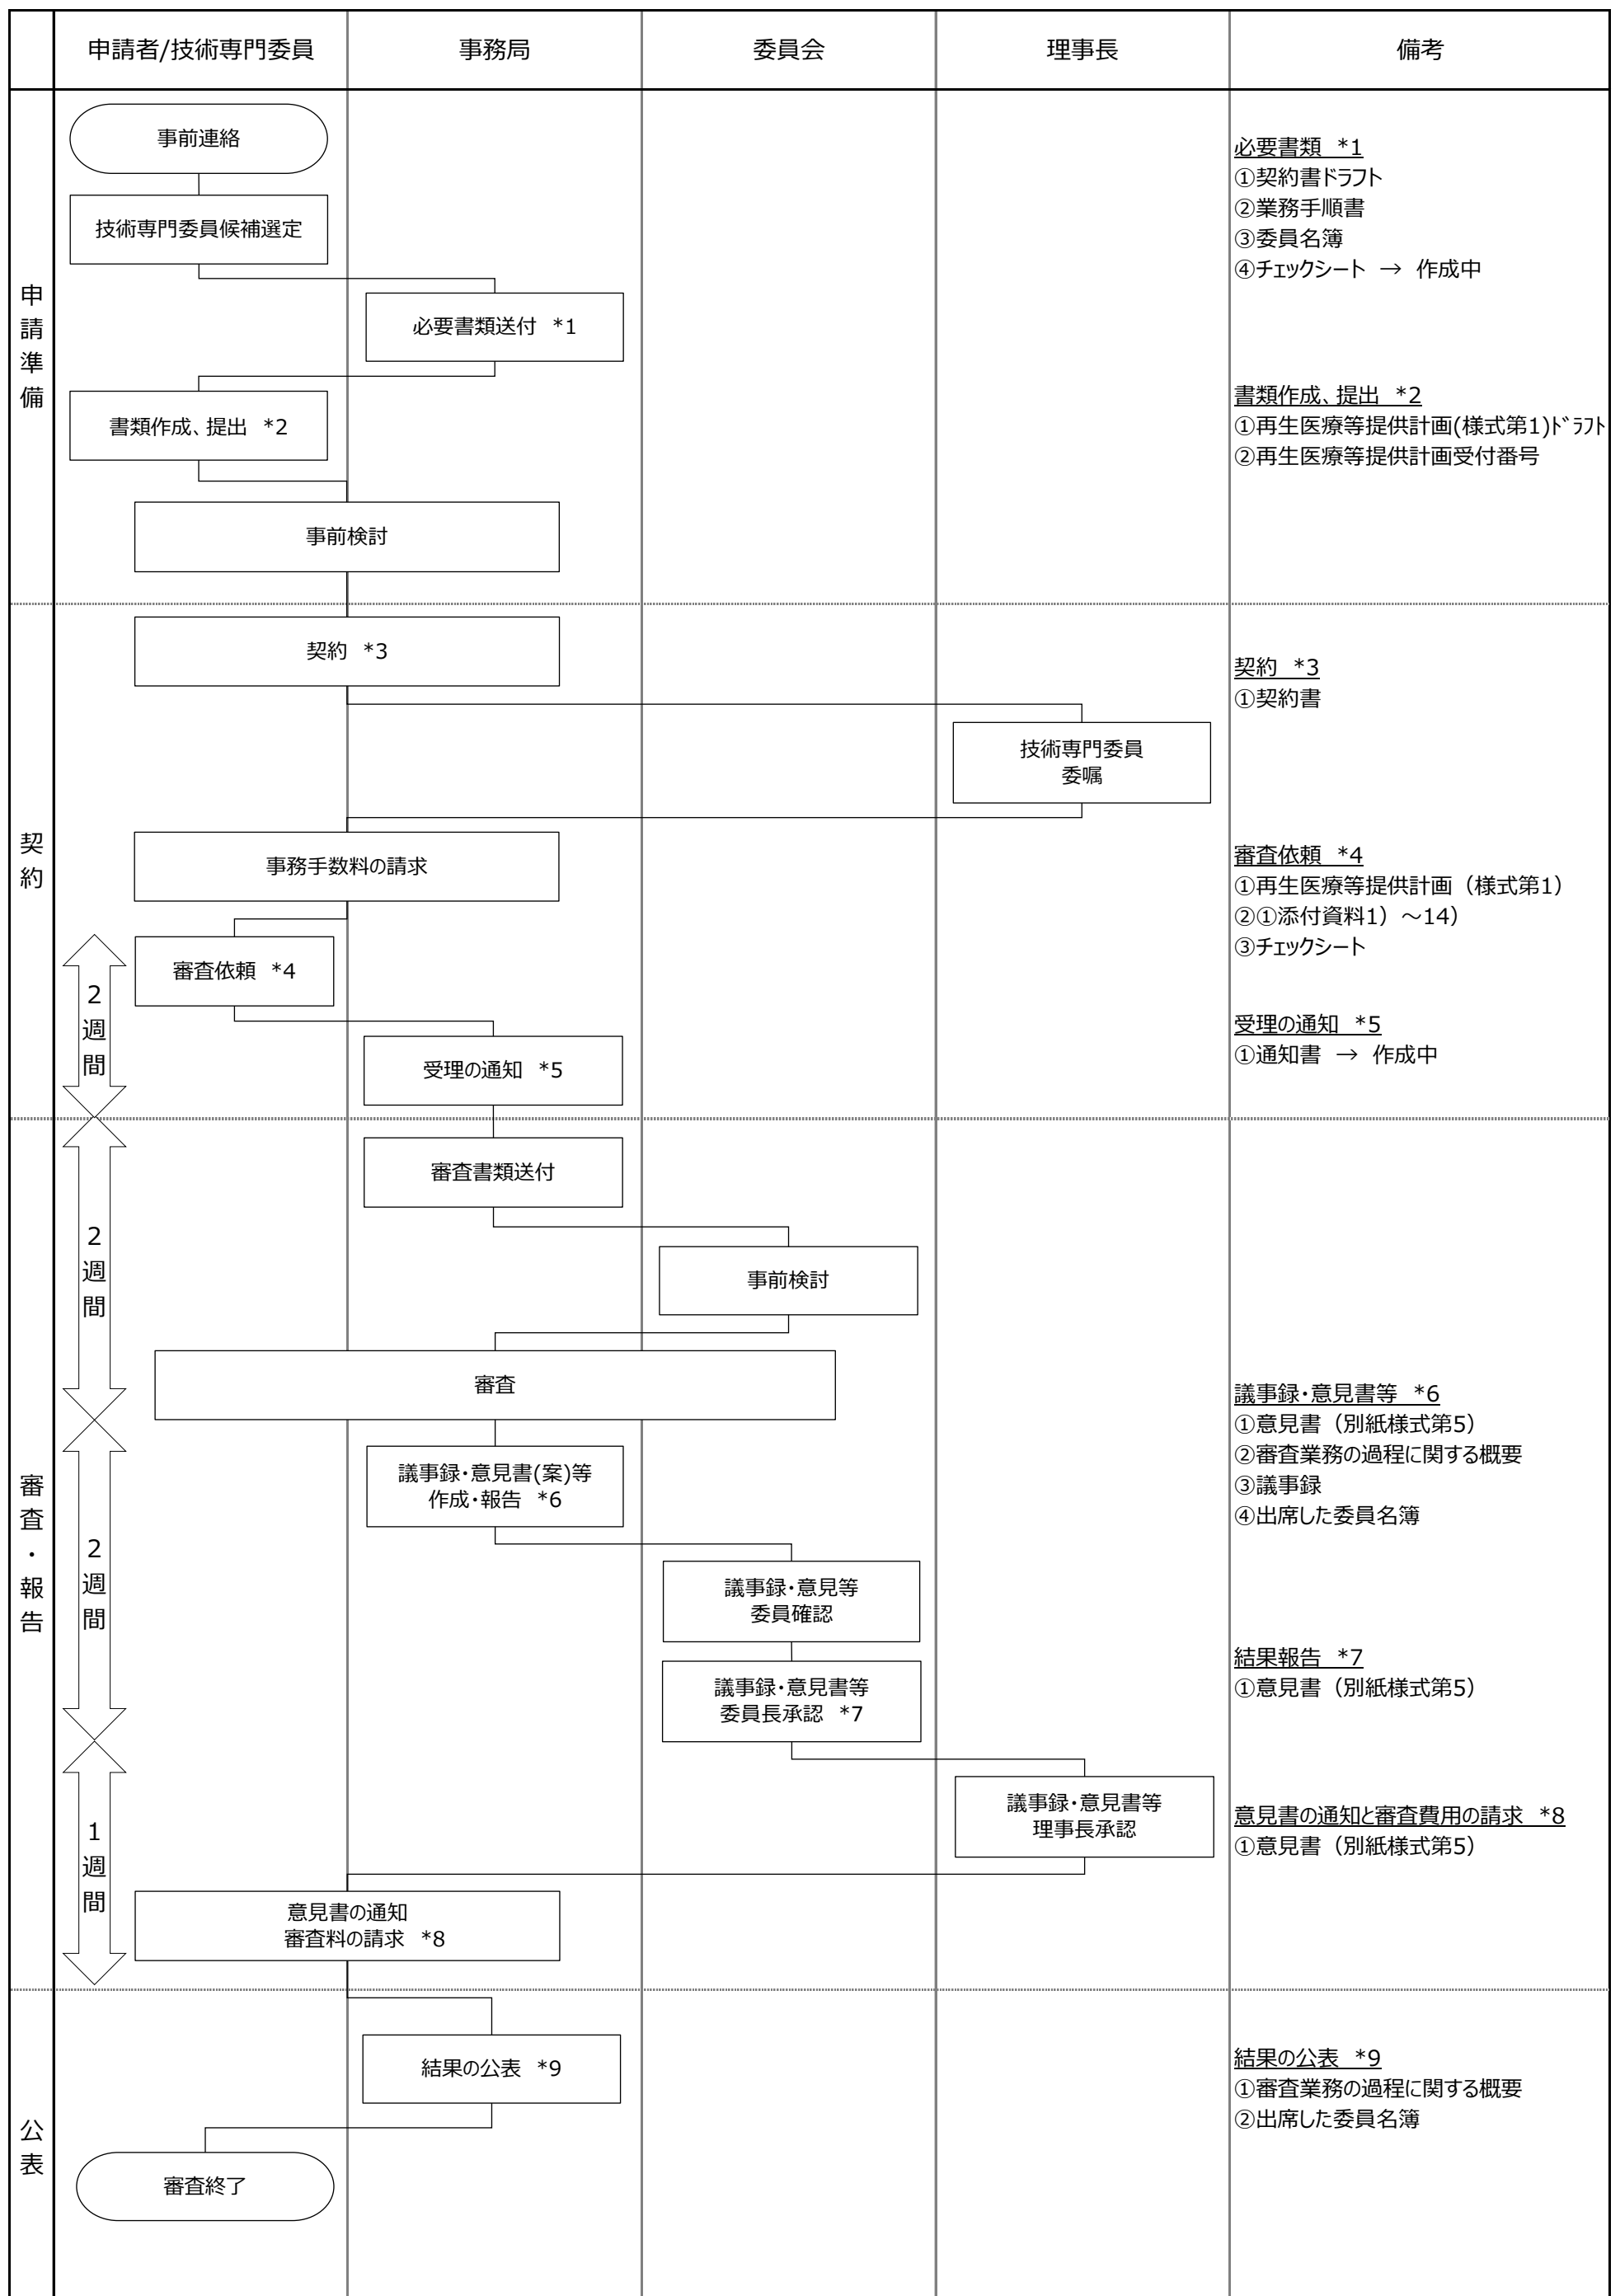 申請者/技術専門委員
事務局
委員会
理事長
備考
申請準備
事前連絡
技術専門委員候補選定
必要書類送付 *1
書類作成、提出 *2
事前検討
必要書類 *1
①契約書ドラフト
②業務手順書
③委員名簿
④チェックシート → 作成中
書類作成、提出 *2
①再生医療等提供計画(様式第1)ﾄﾞﾗﾌﾄ
②再生医療等提供計画受付番号
契約
契約 *3
技術専門委員
委嘱
事務手数料の請求
審査依頼 *4
2週間
受理の通知 *5
契約 *3
①契約書
審査依頼 *4
①再生医療等提供計画（様式第1）
②①添付資料1）～14）
③チェックシート
受理の通知 *5
①通知書 → 作成中
審査・報告
審査書類送付
2週間
事前検討
審査
議事録・意見書(案)等
作成・報告 *6
2週間
議事録・意見等
委員確認
議事録・意見書等
委員長承認 *7
議事録・意見書等
理事長承認
1週間
意見書の通知
審査料の請求 *8
議事録・意見書等 *6
①意見書（別紙様式第5）
②審査業務の過程に関する概要
③議事録
④出席した委員名簿
結果報告 *7
①意見書（別紙様式第5）
意見書の通知と審査費用の請求 *8
①意見書（別紙様式第5）
公表
結果の公表 *9
審査終了
結果の公表 *9
①審査業務の過程に関する概要
②出席した委員名簿